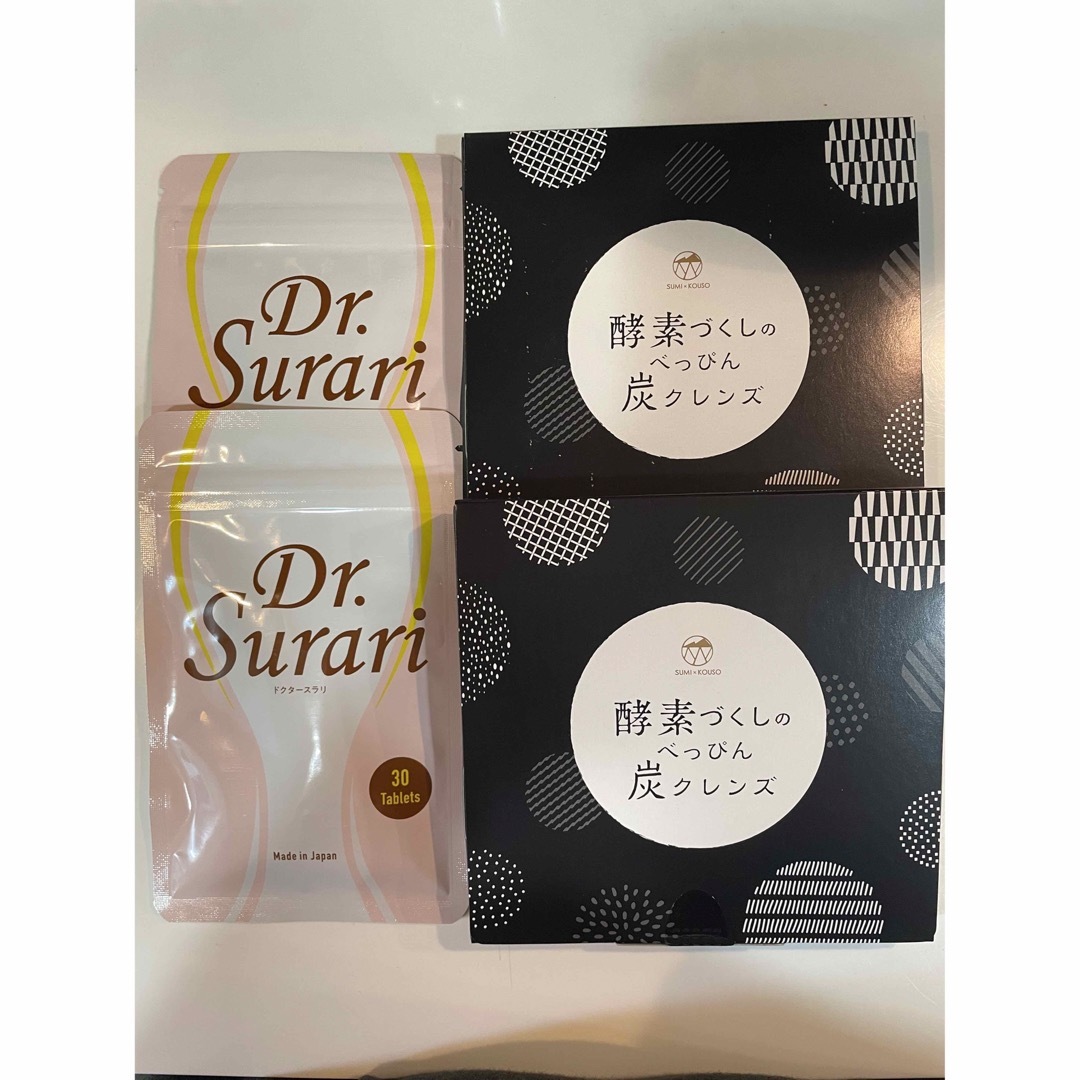 Dr.
Surari
Dr.
Surari
ドクタースラリ
30
Tablets
Made in Japan
SUMI×KOUSO
酵素づくしの
べっぴん
炭クレンズ
SUMI×KOUSO
酵素づくしの
べっぴん
炭クレンズ